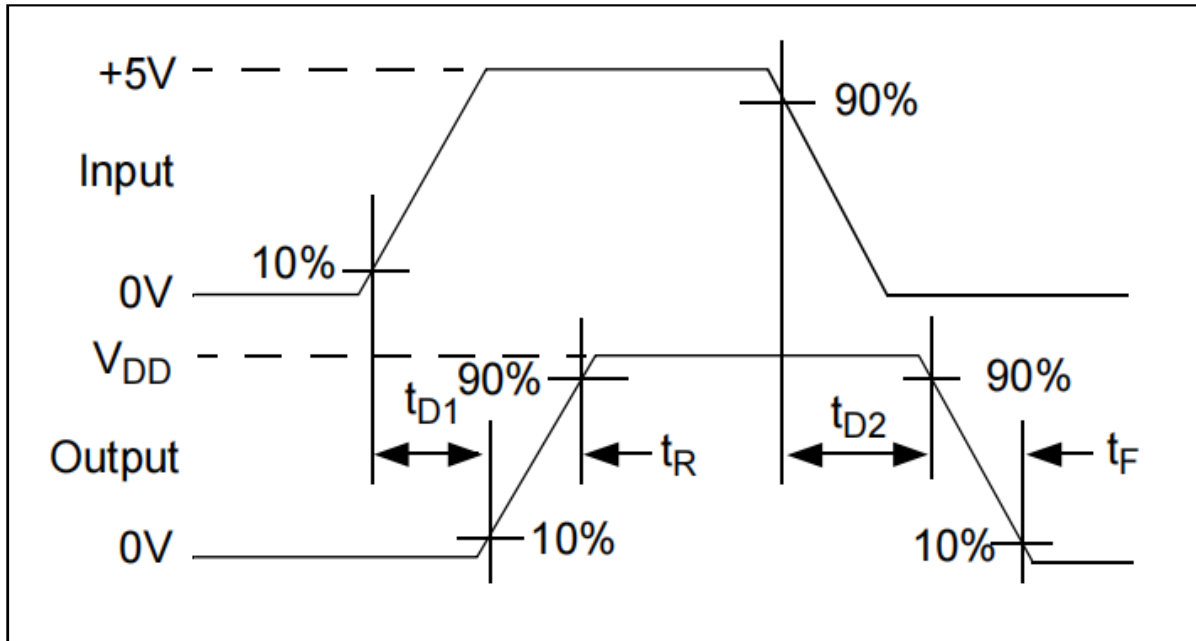 +5V
90%
Input
10%
0V
VDD
90%
90%
tD1
tD2
Output
tR
tF
0V
10%
10%